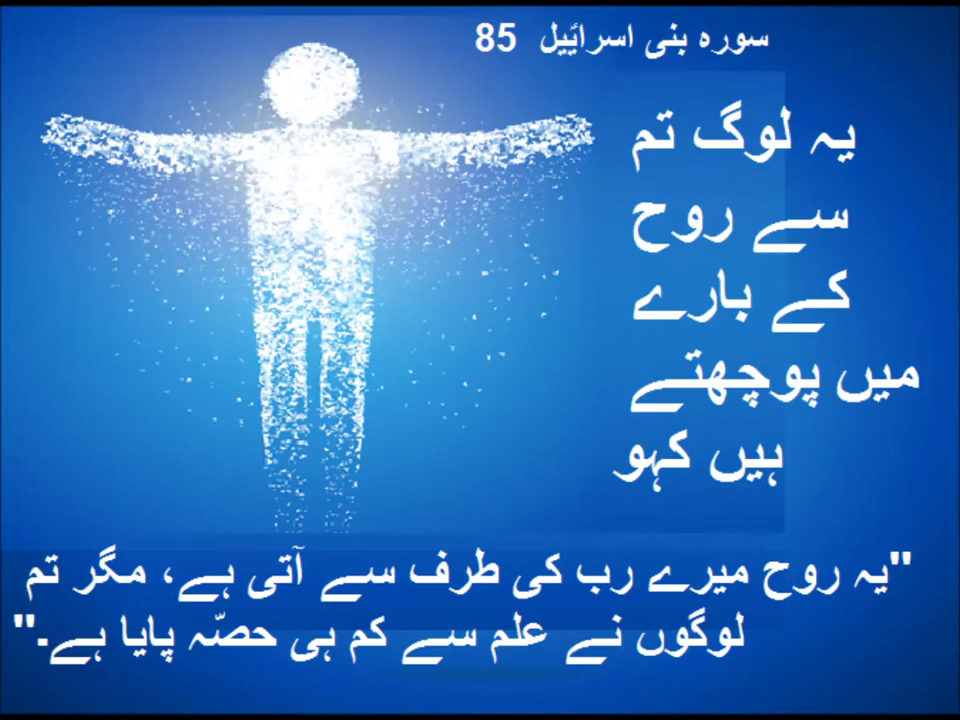 سورہ بنی اسرائیل 85
یہ لوگ تم
سے روح
کے بارے
میں پوچھتے
ہیں کہو
"یہ روح میرے رب کی طرف سے آتی ہے، مگر تم
لوگوں نے علم سے کم ہی حصّہ پایا ہے۔"